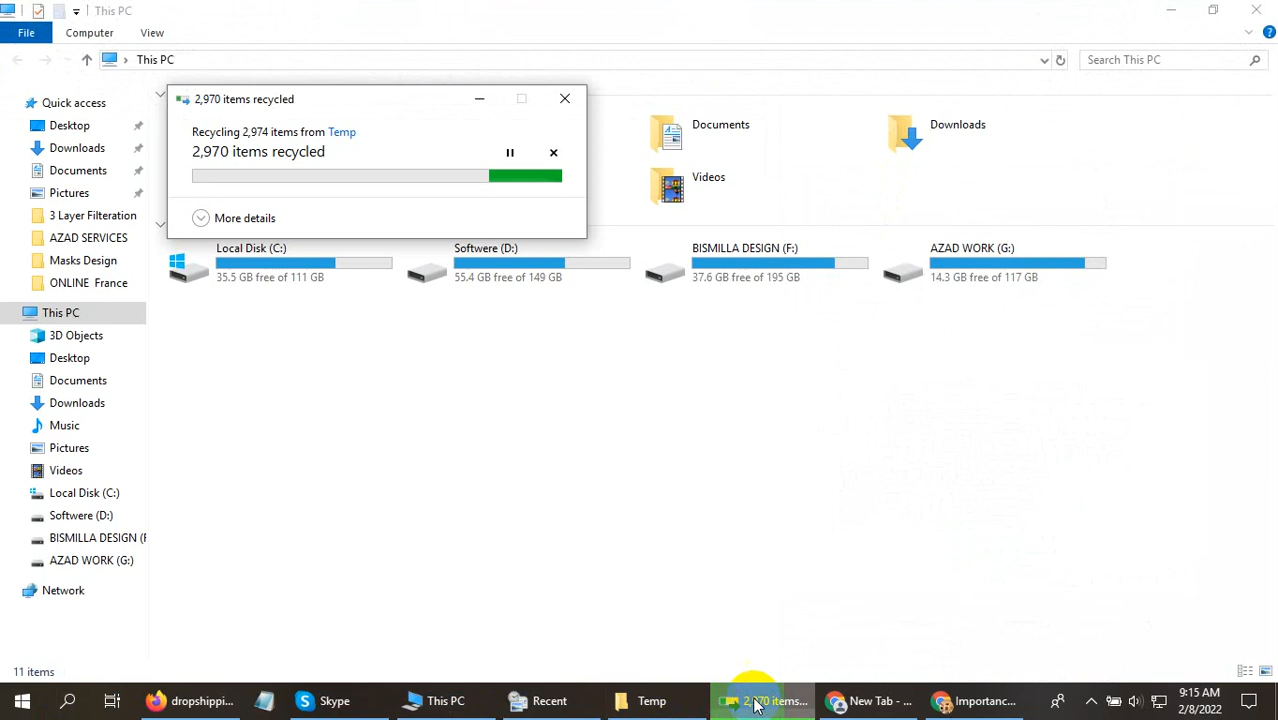 This PC
File
Computer
View
This PC
Search This PC
Quick access
Desktop
Downloads
Documents
Pictures
3 Layer Filteration
AZAD SERVICES
Masks Design
ONLINE France
This PC
3D Objects
Desktop
Documents
Downloads
Music
Pictures
Videos
Local Disk (C:)
Softwere (D:)
BISMILLA DESIGN (F
AZAD WORK (G:)
Network
2,970 items recycled
Recycling 2,974 items from Temp
2,970 items recycled
More details
Documents
Downloads
Videos
Local Disk (C:)
35.5 GB free of 111 GB
Softwere (D:)
55.4 GB free of 149 GB
BISMILLA DESIGN (F:)
37.6 GB free of 195 GB
AZAD WORK (G:)
14.3 GB free of 117 GB
11 items
dropshippi...
Skype
This PC
Recent
Temp
2,970 items...
New Tab - ...
Importanc...
9:15 AM
2/8/2022